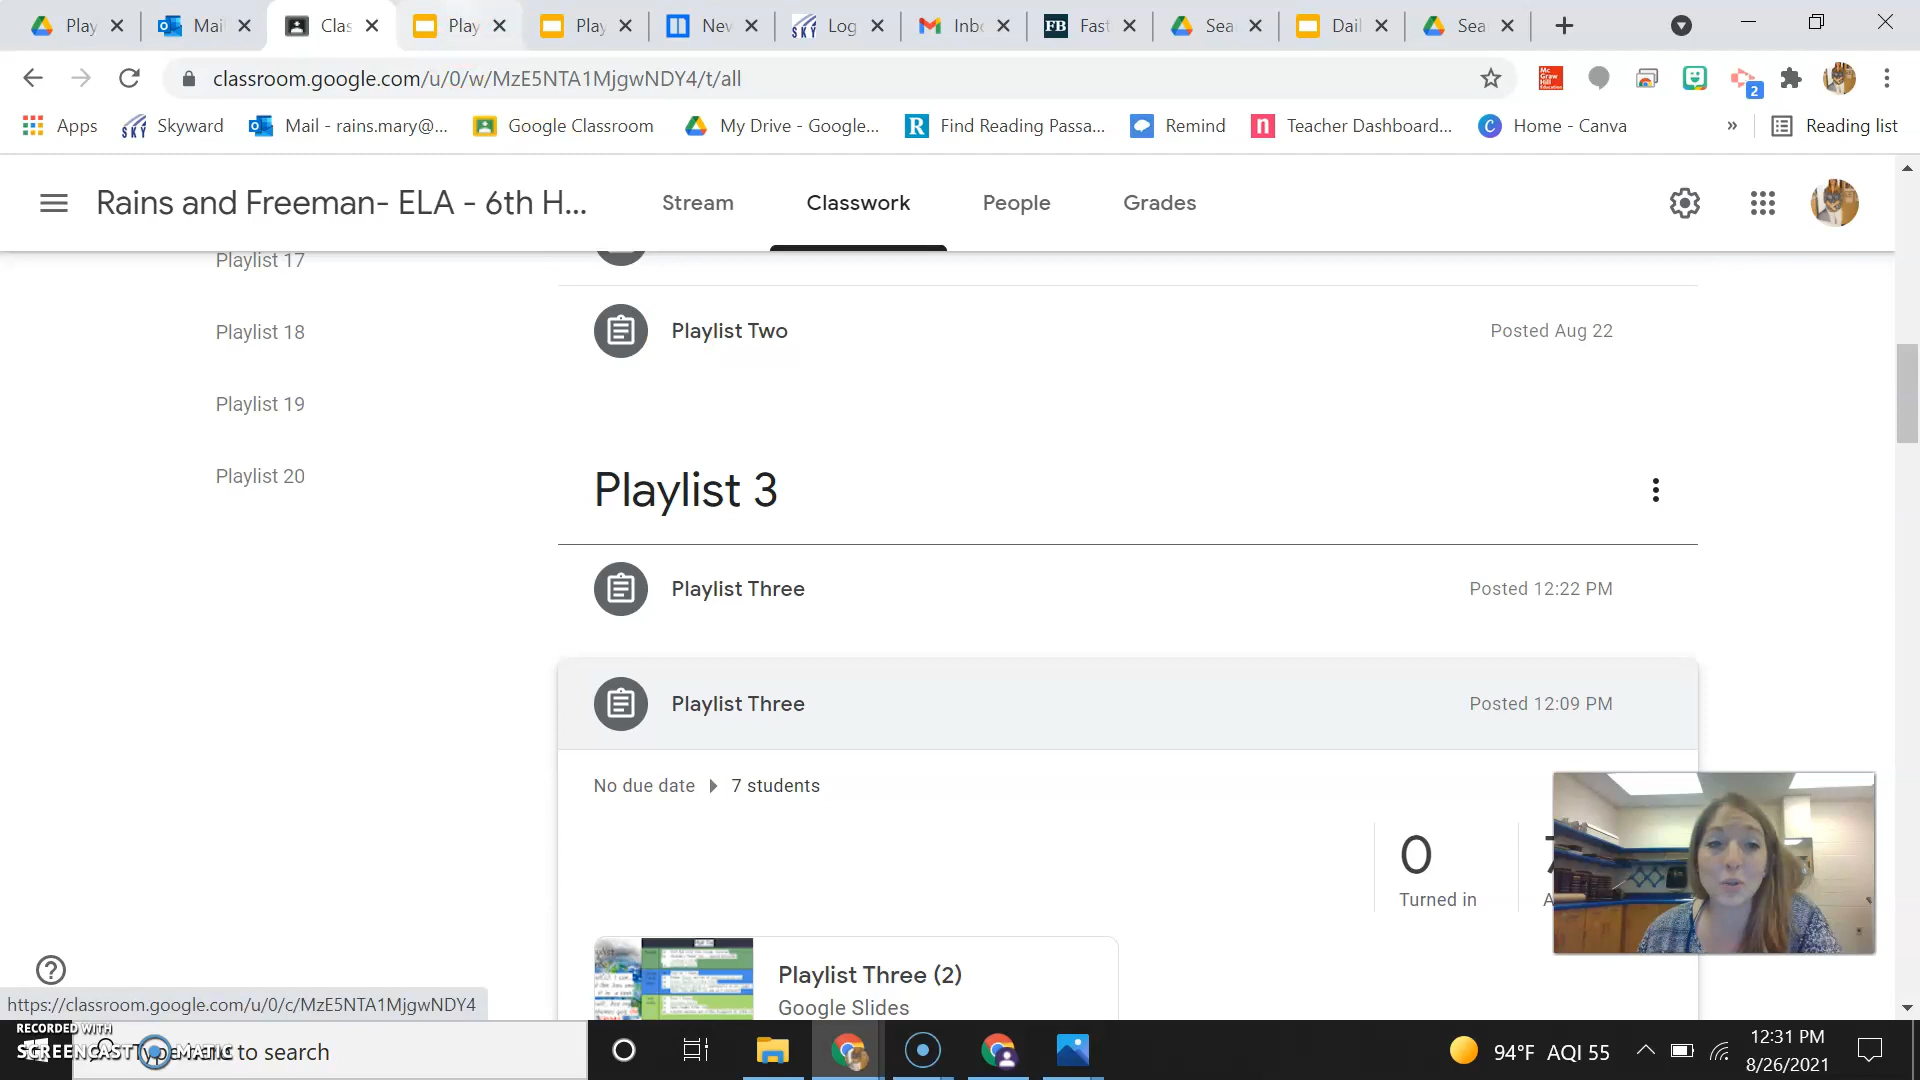 Play
Mail
Clas
Play
Play
New
Log
Inbo
Fast
Sea
Dail
Sea
classroom.google.com/u/0/w/MzE5NTA1MjgwNDY4/t/all
Apps
Skyward
Mail - rains.mary@...
Google Classroom
My Drive - Google...
Find Reading Passa...
Remind
Teacher Dashboard...
Home - Canva
»
Reading list
Rains and Freeman- ELA - 6th H...
Stream
Classwork
People
Grades
Playlist 17
Playlist 18
Playlist 19
Playlist 20
Playlist Two
Posted Aug 22
Playlist 3
Playlist Three
Posted 12:22 PM
Playlist Three
Posted 12:09 PM
No due date
7 students
0
Turned in
A
Playlist Three (2)
Google Slides
https://classroom.google.com/u/0/c/MzE5NTA1MjgwNDY4
RECORDED WITH
SCREENCAST MATIC
to search
94°F AQI 55
12:31 PM
8/26/2021